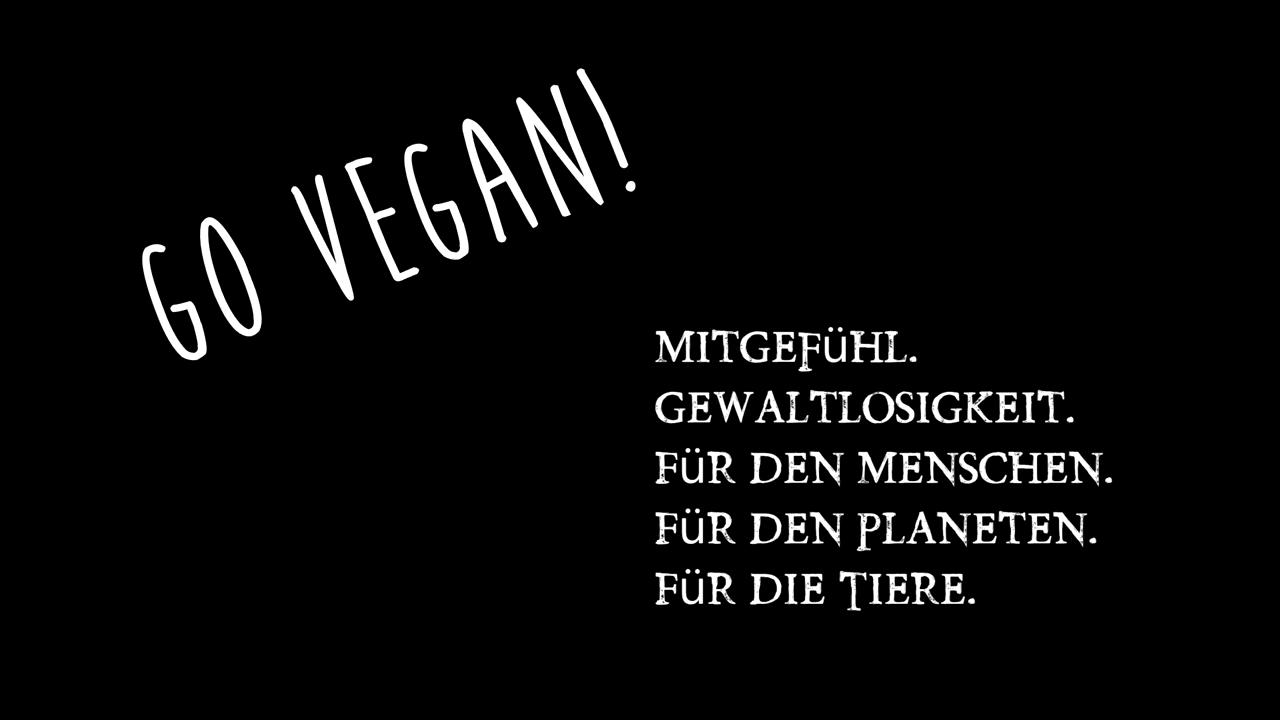 GO VEGAN!
MITGEFÜHL.
GEWALTLOSIGKEIT.
FÜR DEN MENSCHEN.
FÜR DEN PLANETEN.
FÜR DIE TIERE.